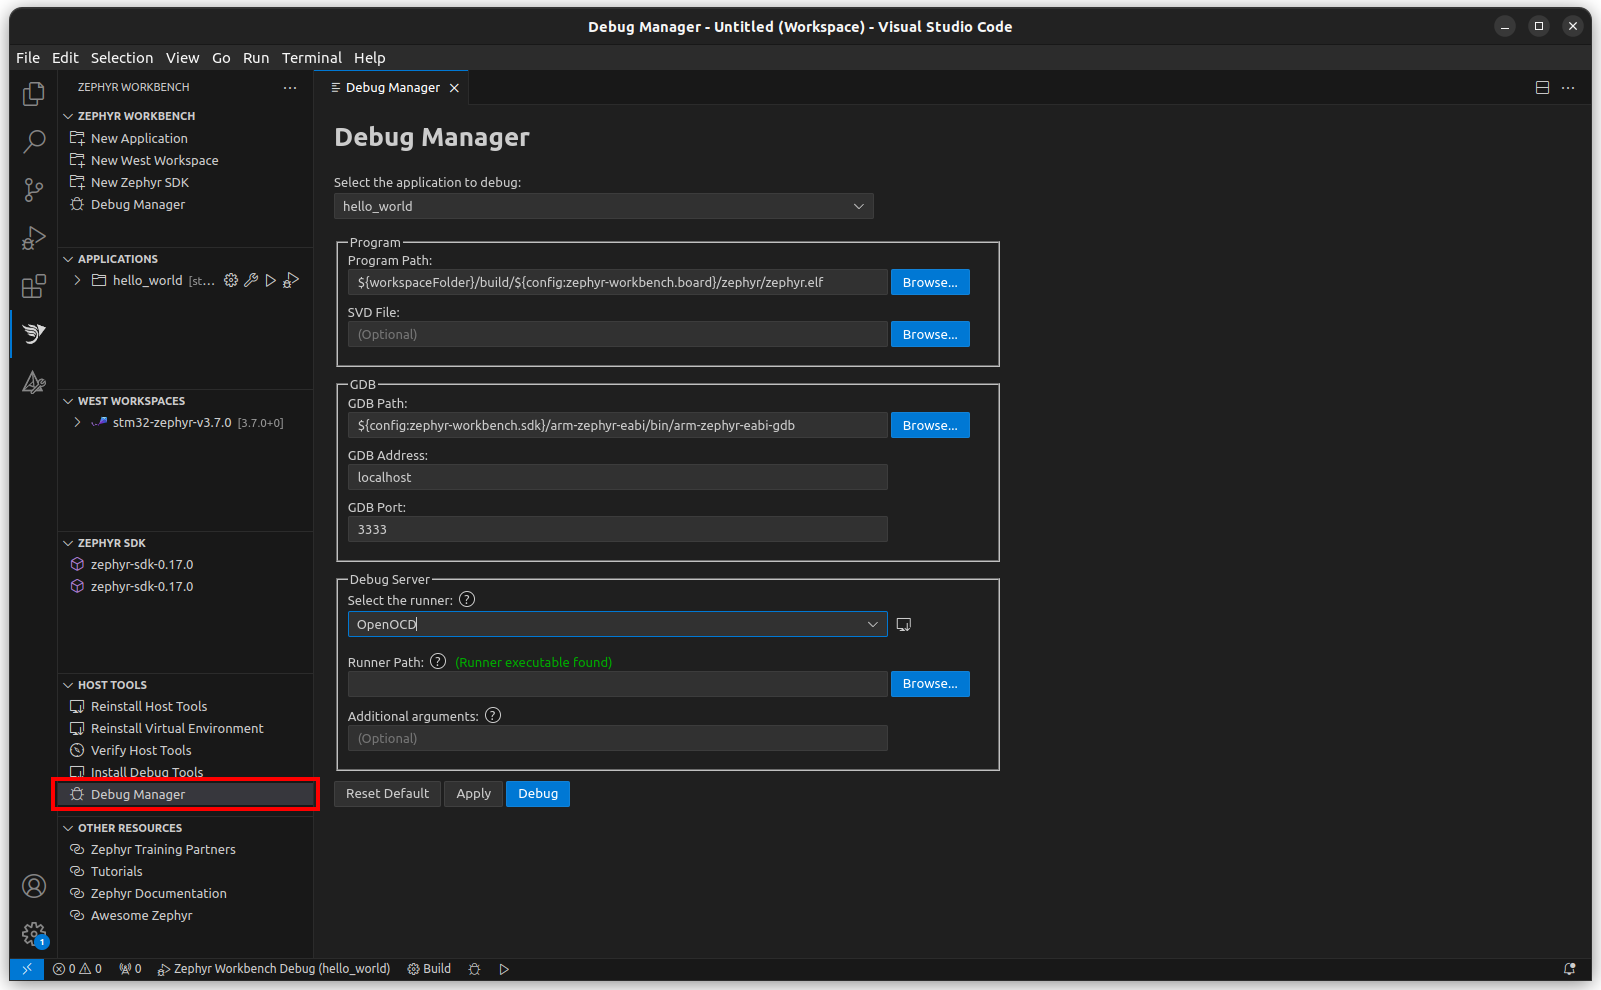 Debug Manager - Untitled (Workspace) - Visual Studio Code
File Edit Selection View Go Run Terminal Help
ZEPHYR WORKBENCH
ZEPHYR WORKBENCH
New Application
New West Workspace
New Zephyr SDK
Debug Manager
APPLICATIONS
hello_world [st...
WEST WORKSPACES
stm32-zephyr-v3.7.0 [3.7.0+0]
ZEPHYR SDK
zephyr-sdk-0.17.0
zephyr-sdk-0.17.0
HOST TOOLS
Reinstall Host Tools
Reinstall Virtual Environment
Verify Host Tools
Install Debug Tools
Debug Manager
OTHER RESOURCES
Zephyr Training Partners
Tutorials
Zephyr Documentation
Awesome Zephyr
1
Debug Manager
Debug Manager
Select the application to debug:
hello_world
Program
Program Path:
${workspaceFolder}/build/${config:zephyr-workbench.board}/zephyr/zephyr.elf Browse...
SVD File:
(Optional) Browse...
GDB
GDB Path:
${config:zephyr-workbench.sdk}/arm-zephyr-eabi/bin/arm-zephyr-eabi-gdb Browse...
GDB Address:
localhost
GDB Port:
3333
Debug Server
Select the runner: ?
OpenOCD
Runner Path: ? (Runner executable found)
Browse...
Additional arguments: ?
(Optional)
Reset Default Apply Debug
0 0 0 Zephyr Workbench Debug (hello_world) Build